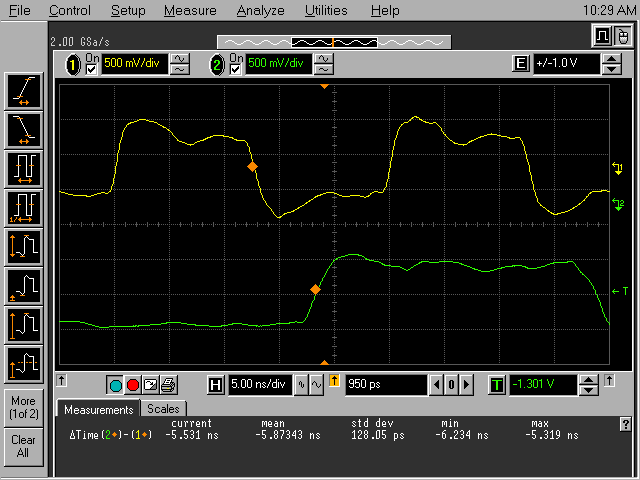 File Control Setup Measure Analyze Utilities Help 10:29 AM
2.00 GSa/s
1 On 500 mV/div 2 On 500 mV/div E +/-1.0 V
1
2
T
1/
H 5.00 ns/div 950 ps 0 T -1.301 V
More
(1of 2)
Clear
All
Measurements Scales
?
current mean std dev min max
ΔTime(2◆)-(1◆) -5.531 ns -5.87343 ns 128.05 ps -6.234 ns -5.319 ns